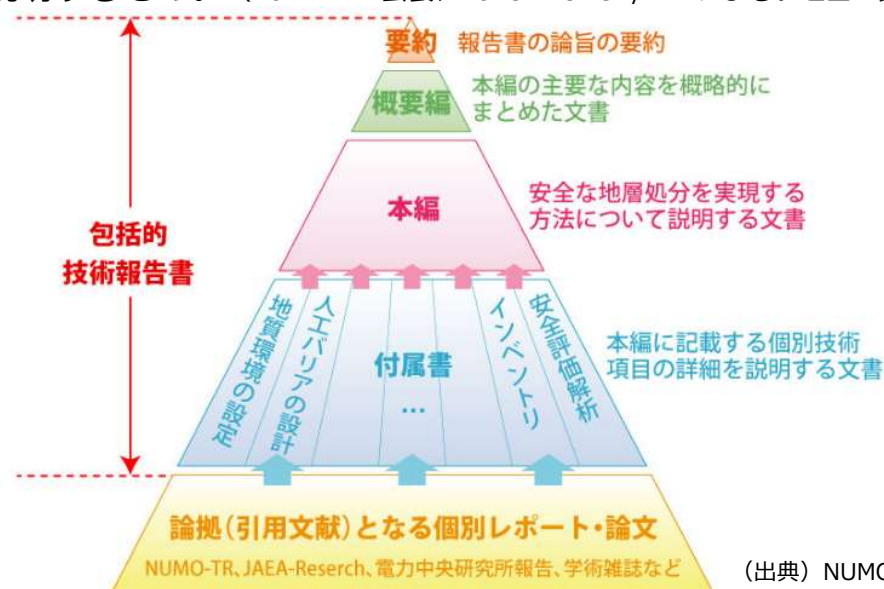 要約
報告書の論旨の要約
概要編
本編の主要な内容を概略的に
まとめた文書
本編
安全な地層処分を実現する
方法について説明する文書
包括的
技術報告書
地質環境の設定
人工バリアの設計
付属書
…
インベントリ
安全評価解析
本編に記載する個別技術
項目の詳細を説明する文書
論拠（引用文献）となる個別レポート・論文
NUMO-TR、JAEA-Reserch、電力中央研究所報告、学術雑誌など
（出典）NUMO